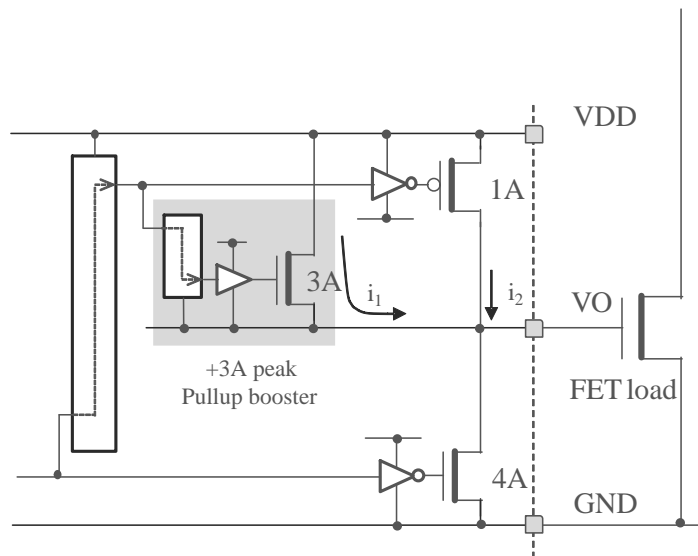 VDD
1A
3A
i1
i2
VO
+3A peak
Pullup booster
FET load
4A
GND